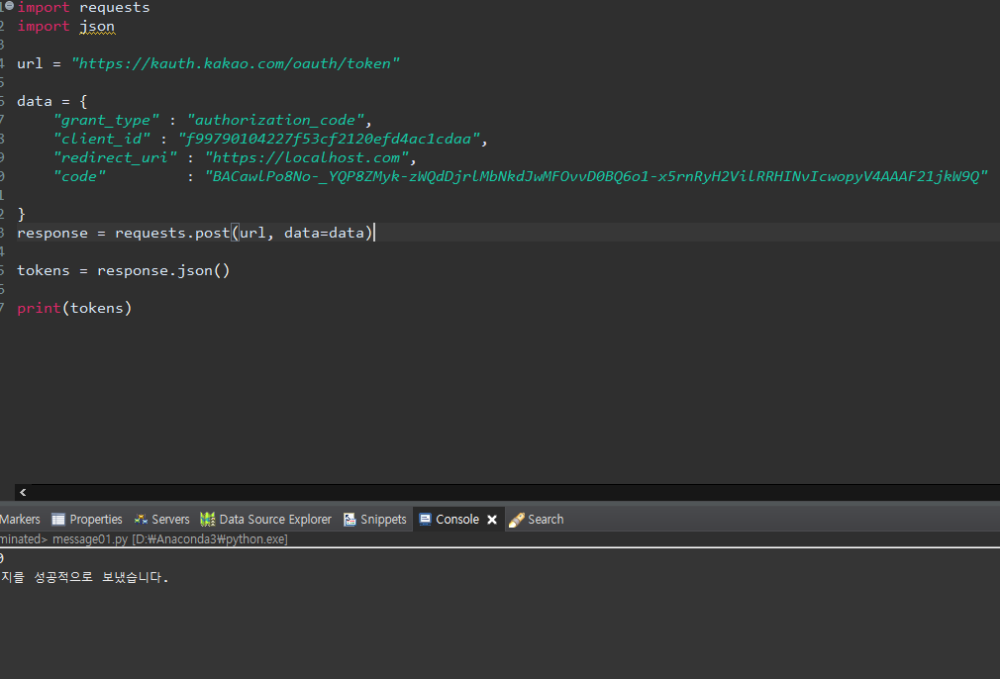 import requests
import json
url = "https://kauth.kakao.com/oauth/token"
data = {
"grant_type" : "authorization_code",
"client_id" : "f99790104227f53cf2120efd4ac1cdaa",
"redirect_uri" : "https://localhost.com",
"code" : "BACawlPo8No-_YQP8ZMyk-zWQdDjrlMbNkdJwMFOvvD0BQ6o1-x5rnRyH2VilRRHINvIcwopyV4AAAF21jkW9Q"
}
response = requests.post(url, data=data)
tokens = response.json()
print(tokens)
Markers Properties Servers Data Source Explorer Snippets Console Search
minated> message01.py [D:₩Anaconda3₩python.exe]
0
지를 성공적으로 보냈습니다.